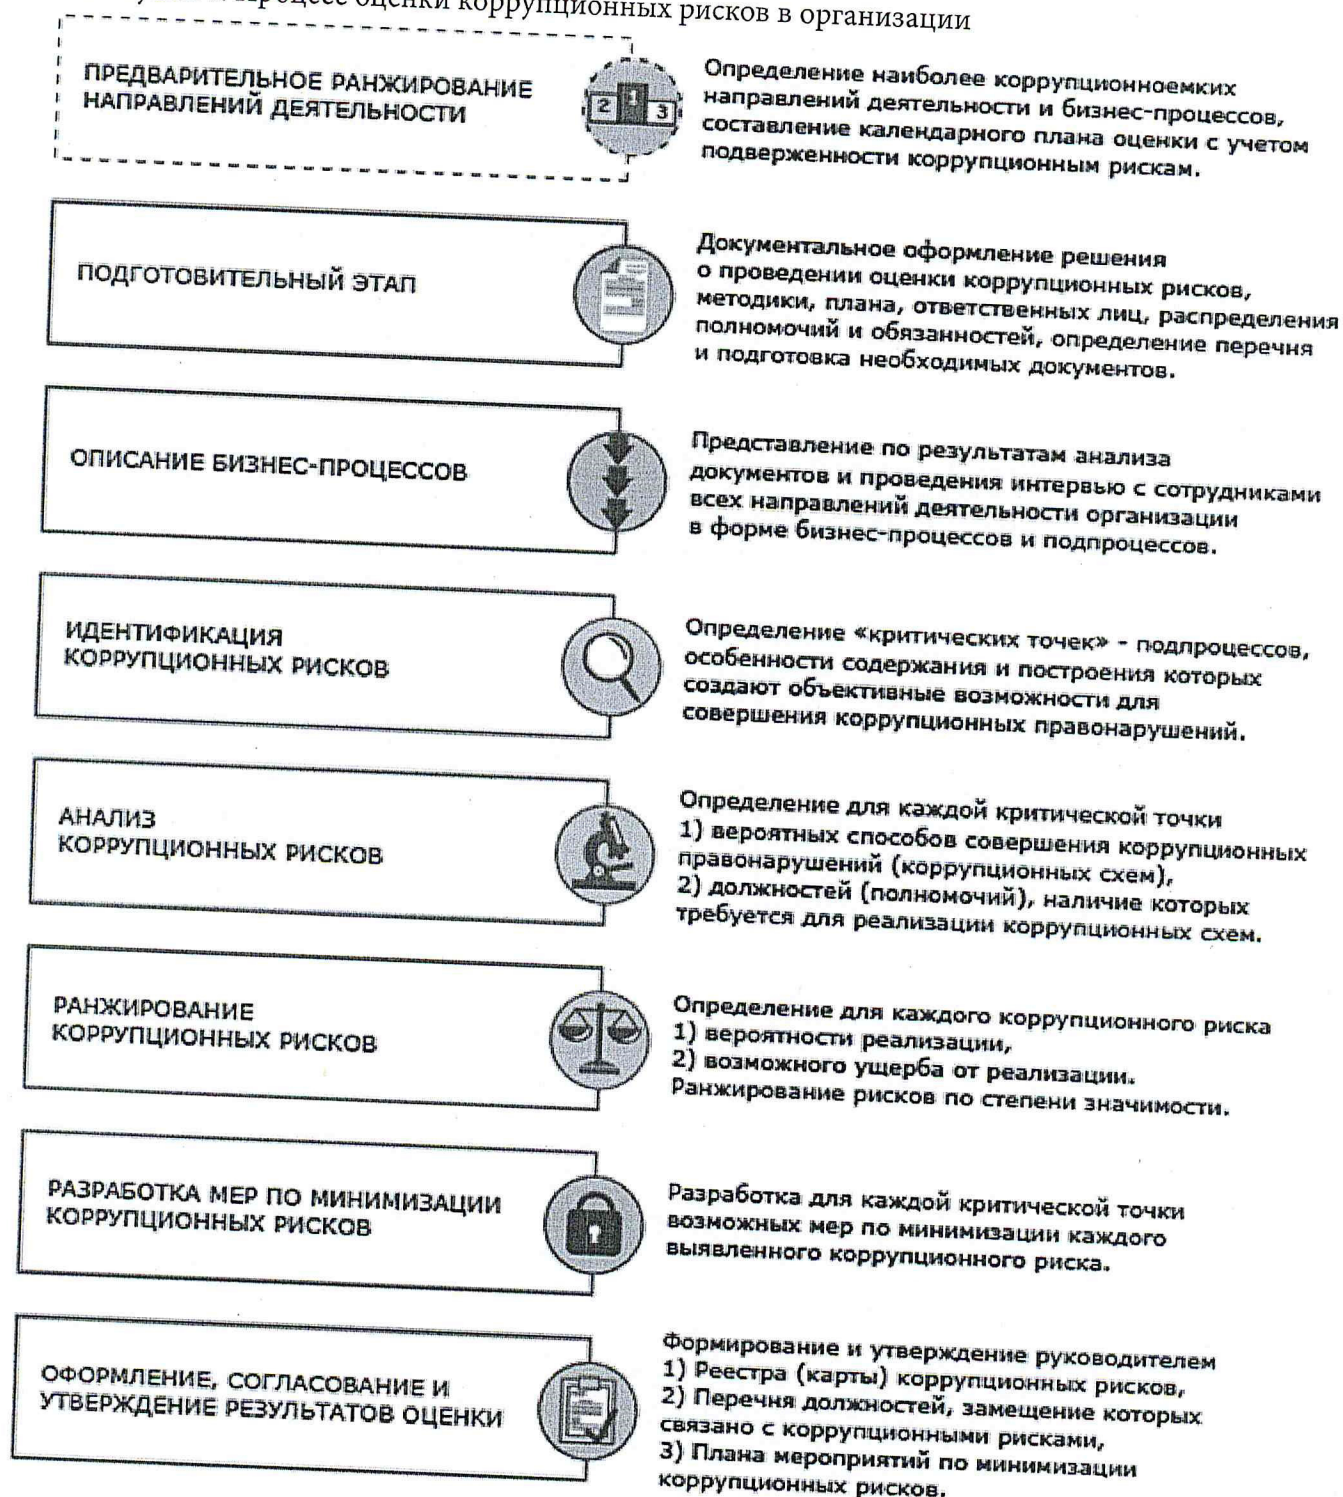 Процесс оценки коррупционных рисков в организации
ПРЕДВАРИТЕЛЬНОЕ РАНЖИРОВАНИЕ
НАПРАВЛЕНИЙ ДЕЯТЕЛЬНОСТИ
2 1 3
Определение наиболее коррупционноемких
направлений деятельности и бизнес-процессов,
составление календарного плана оценки с учетом
подверженности коррупционным рискам.
ПОДГОТОВИТЕЛЬНЫЙ ЭТАП
Документальное оформление решения
о проведении оценки коррупционных рисков,
методики, плана, ответственных лиц, распределения
полномочий и обязанностей, определение перечня
и подготовка необходимых документов.
ОПИСАНИЕ БИЗНЕС-ПРОЦЕССОВ
Представление по результатам анализа
документов и проведения интервью с сотрудниками
всех направлений деятельности организации
в форме бизнес-процессов и подпроцессов.
ИДЕНТИФИКАЦИЯ
КОРРУПЦИОННЫХ РИСКОВ
Определение «критических точек» - подпроцессов,
особенности содержания и построения которых
создают объективные возможности для
совершения коррупционных правонарушений.
АНАЛИЗ
КОРРУПЦИОННЫХ РИСКОВ
Определение для каждой критической точки
1) вероятных способов совершения коррупционных
правонарушений (коррупционных схем),
2) должностей (полномочий), наличие которых
требуется для реализации коррупционных схем.
РАНЖИРОВАНИЕ
КОРРУПЦИОННЫХ РИСКОВ
Определение для каждого коррупционного риска
1) вероятности реализации,
2) возможного ущерба от реализации.
Ранжирование рисков по степени значимости.
РАЗРАБОТКА МЕР ПО МИНИМИЗАЦИИ
КОРРУПЦИОННЫХ РИСКОВ
Разработка для каждой критической точки
возможных мер по минимизации каждого
выявленного коррупционного риска.
ОФОРМЛЕНИЕ, СОГЛАСОВАНИЕ И
УТВЕРЖДЕНИЕ РЕЗУЛЬТАТОВ ОЦЕНКИ
Формирование и утверждение руководителем
1) Реестра (карты) коррупционных рисков,
2) Перечня должностей, замещение которых
связано с коррупционными рисками,
3) Плана мероприятий по минимизации
коррупционных рисков.